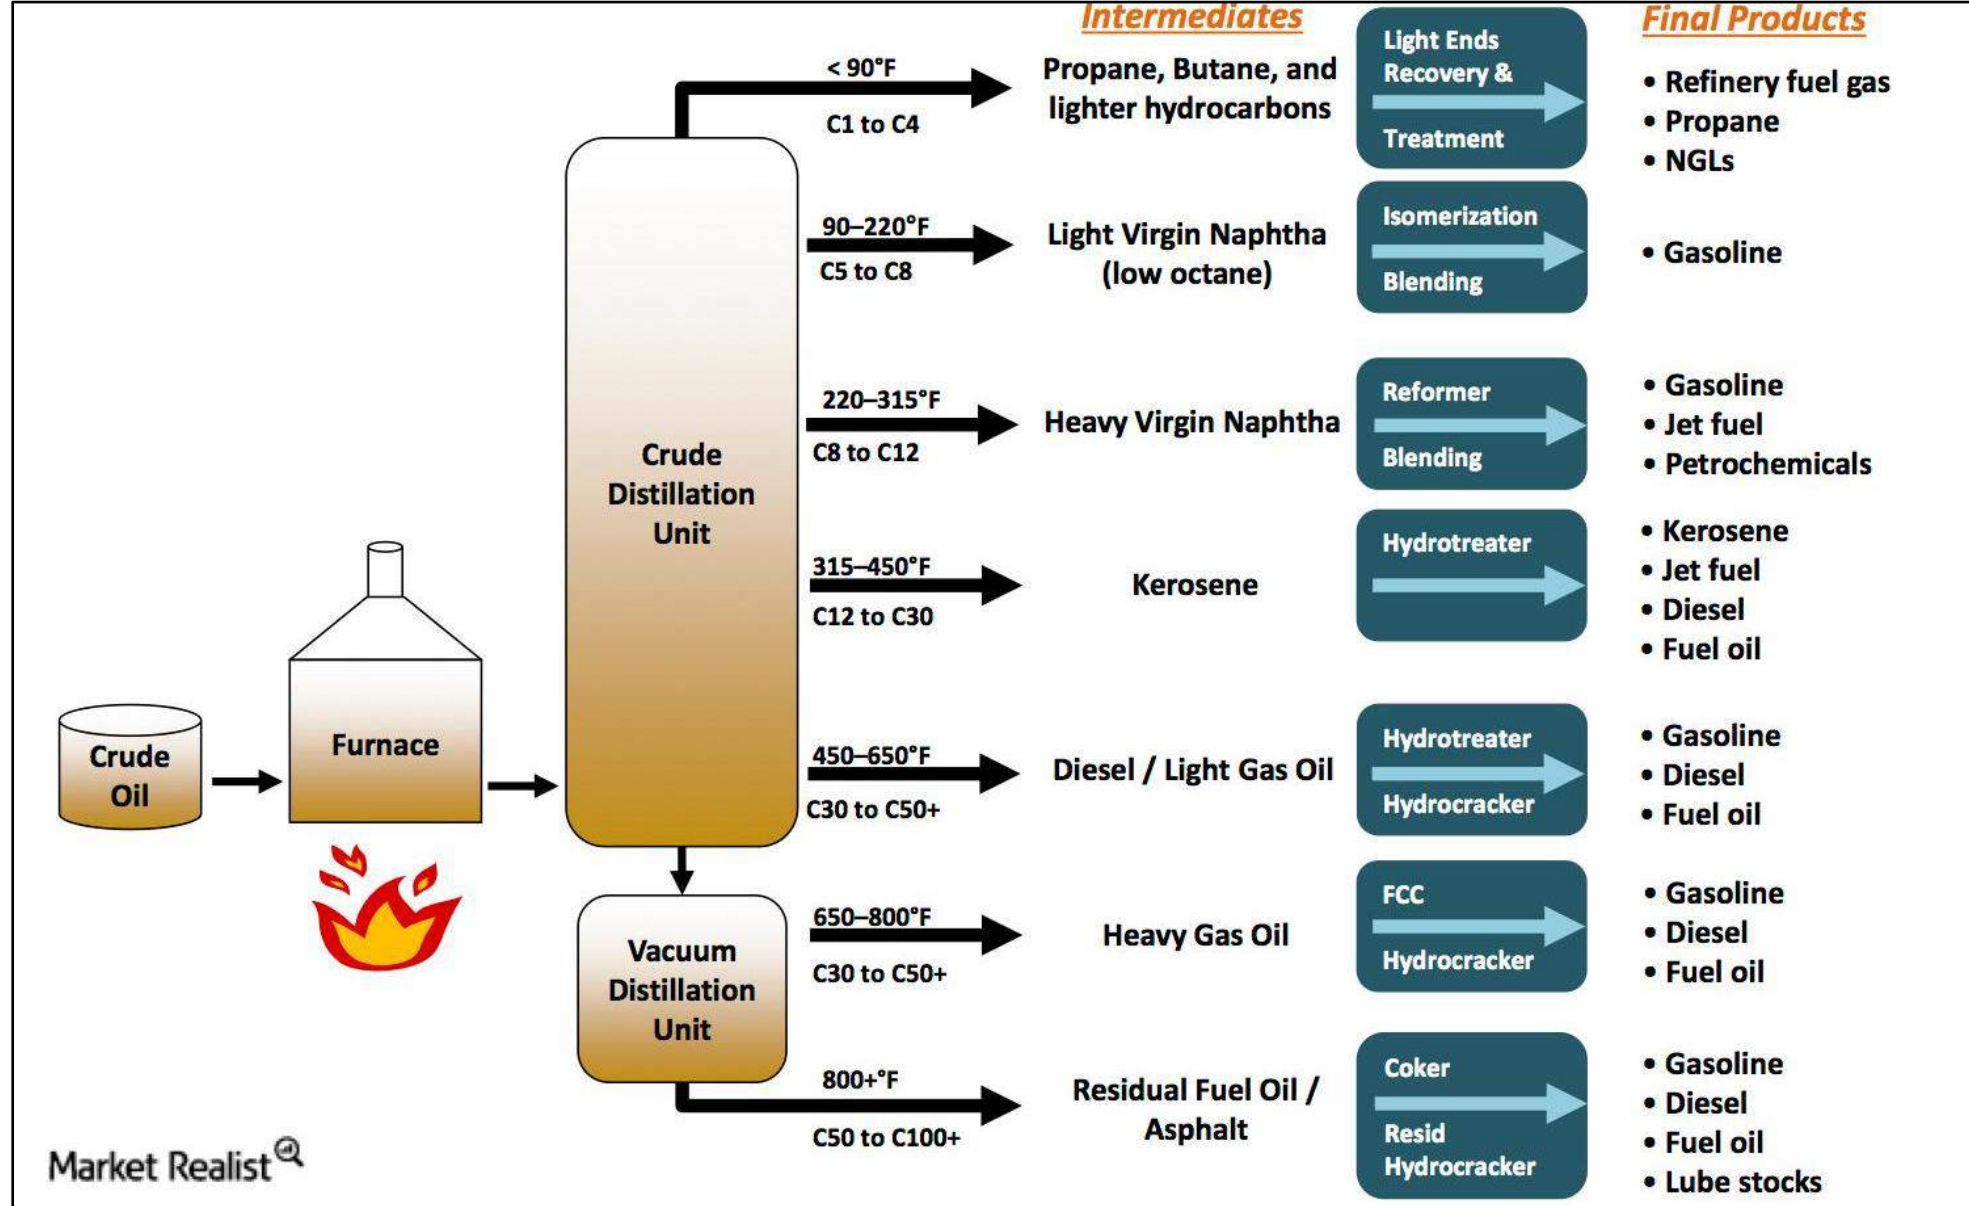 Intermediates
Final Products
< 90°F
C1 to C4
Propane, Butane, and
lighter hydrocarbons
Light Ends
Recovery &
Treatment
• Refinery fuel gas
• Propane
• NGLs
90–220°F
C5 to C8
Light Virgin Naphtha
(low octane)
Isomerization
Blending
• Gasoline
220–315°F
C8 to C12
Heavy Virgin Naphtha
Reformer
Blending
• Gasoline
• Jet fuel
• Petrochemicals
Crude
Distillation
Unit
315–450°F
C12 to C30
Kerosene
Hydrotreater
• Kerosene
• Jet fuel
• Diesel
• Fuel oil
Crude
Oil
Furnace
450–650°F
C30 to C50+
Diesel / Light Gas Oil
Hydrotreater
Hydrocracker
• Gasoline
• Diesel
• Fuel oil
Vacuum
Distillation
Unit
650–800°F
C30 to C50+
Heavy Gas Oil
FCC
Hydrocracker
• Gasoline
• Diesel
• Fuel oil
800+°F
C50 to C100+
Residual Fuel Oil /
Asphalt
Coker
Resid
Hydrocracker
• Gasoline
• Diesel
• Fuel oil
• Lube stocks
Market Realist